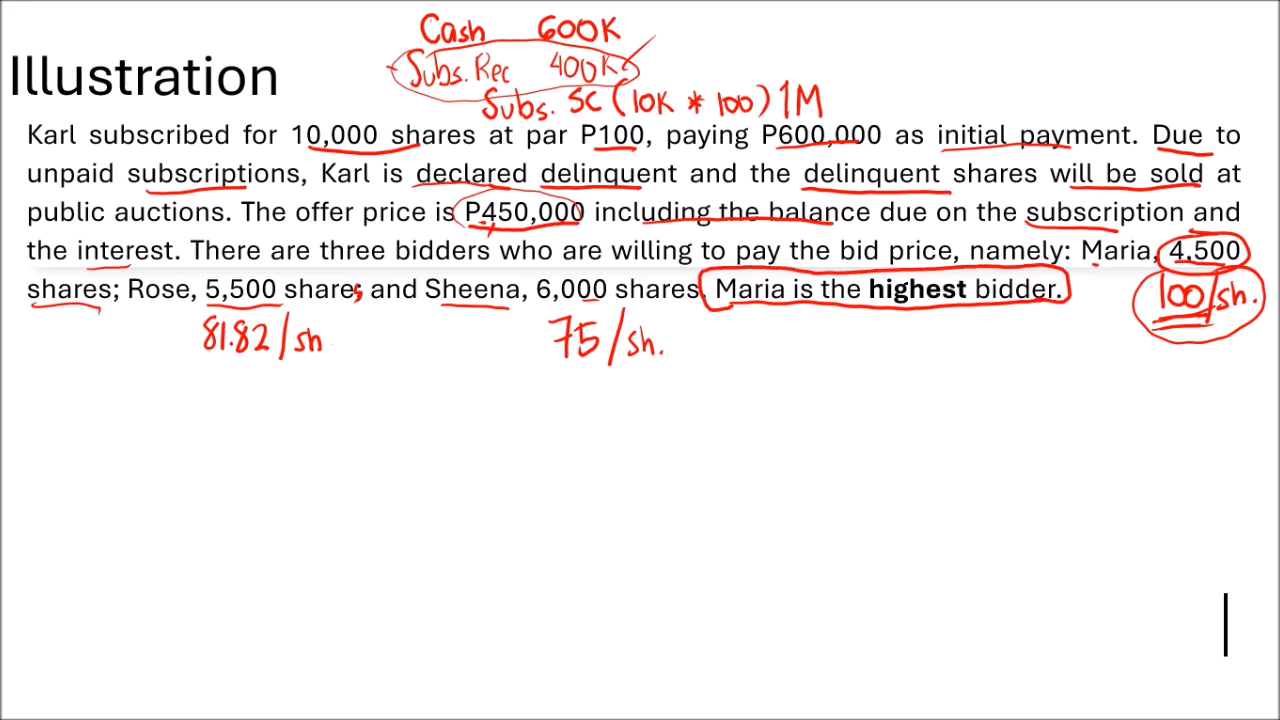 Cash 600K
Subs. Rec 400K
Subs. SC (10K * 100) 1M
Illustration
Karl subscribed for 10,000 shares at par P100, paying P600,000 as initial payment. Due to
unpaid subscriptions, Karl is declared delinquent and the delinquent shares will be sold at
public auctions. The offer price is P450,000 including the balance due on the subscription and
the interest. There are three bidders who are willing to pay the bid price, namely: Maria, 4,500
shares; Rose, 5,500 shares, and Sheena, 6,000 shares. Maria is the highest bidder.
100/sh.
81.82/sh
75/sh.